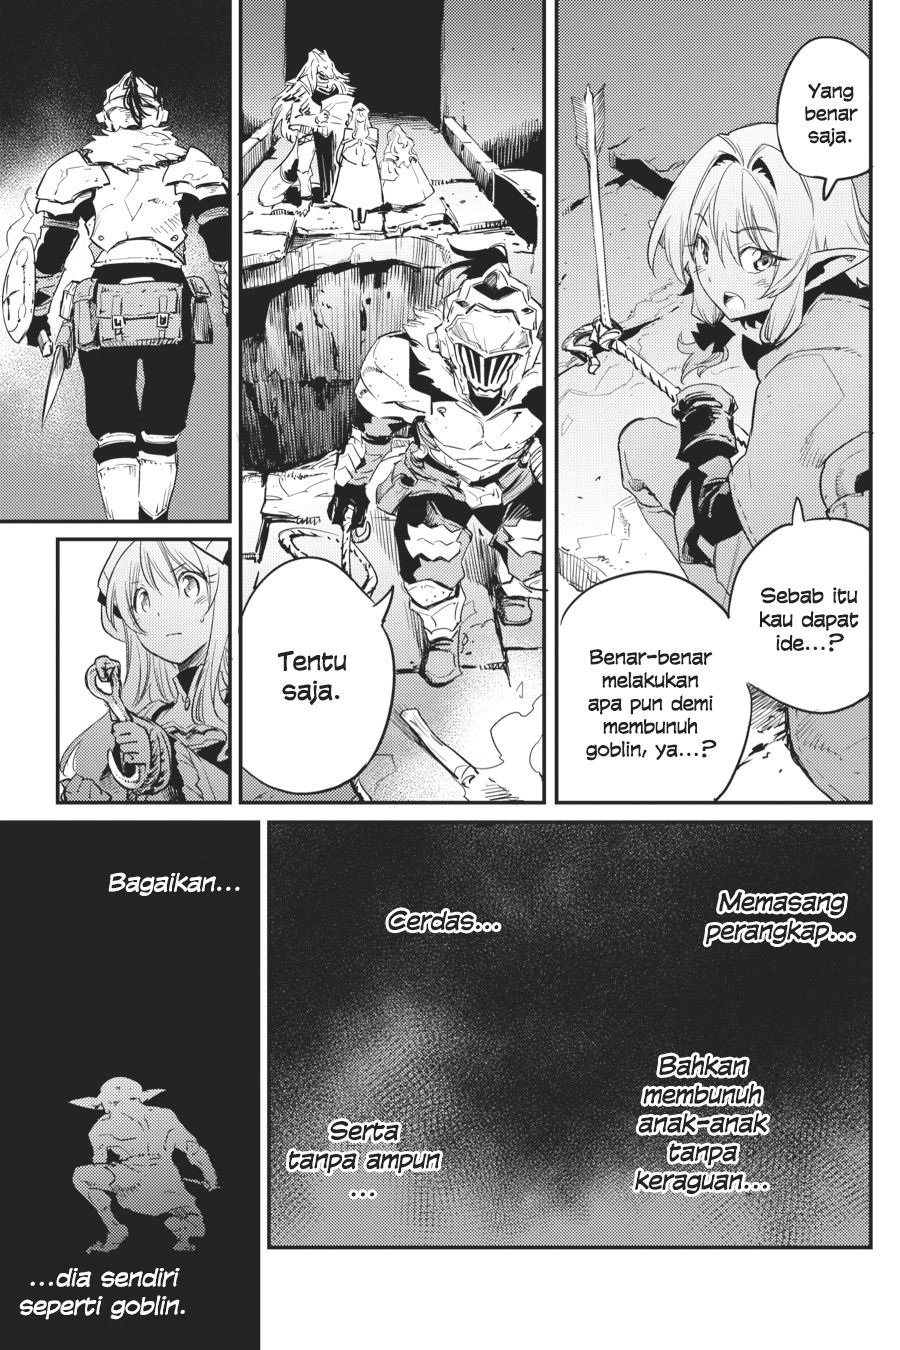 Yang
benar
saja.
Sebab itu
kau dapat
ide...?
Benar-benar
melakukan
apa pun demi
membunuh
goblin, ya...?
Tentu
saja.
Memasang
perangkap...
Bahkan
membunuh
anak-anak
tanpa
keraguan...
Cerdas...
Serta
tanpa ampun
...
Bagaikan...
...dia sendiri
seperti goblin.